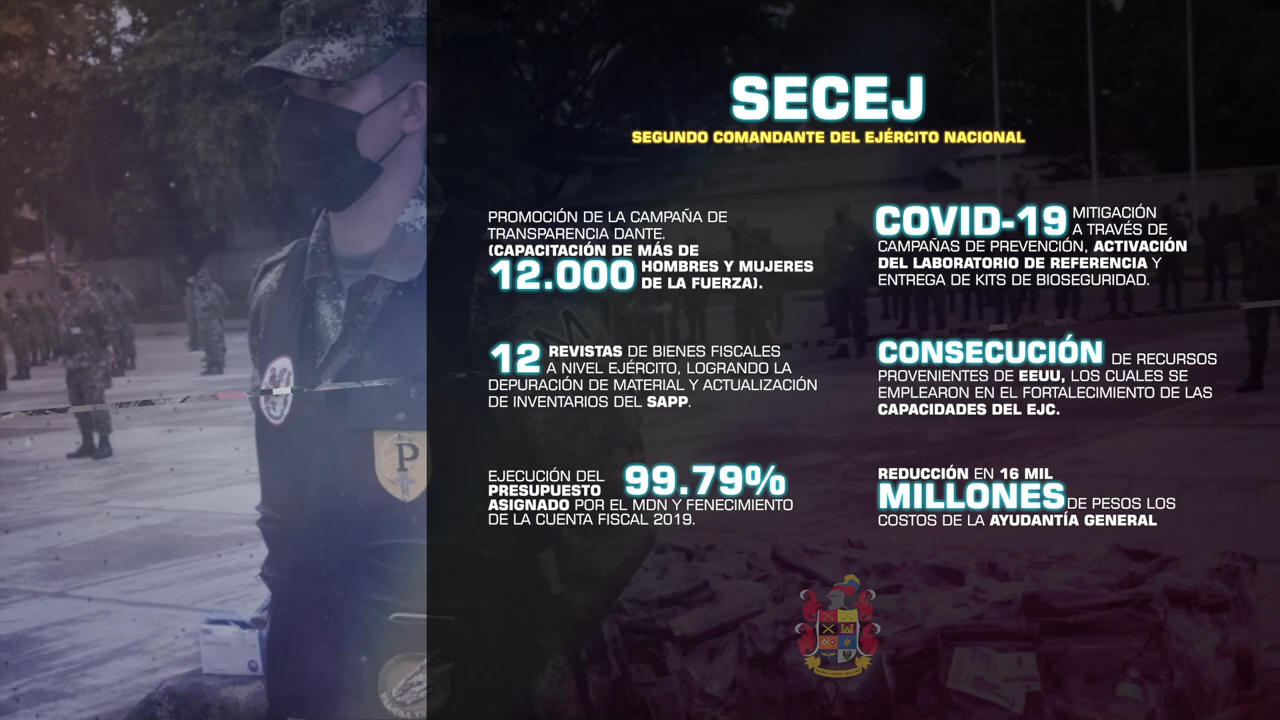 SECEJ
SEGUNDO COMANDANTE DEL EJÉRCITO NACIONAL
PROMOCIÓN DE LA CAMPAÑA DE
TRANSPARENCIA DANTE.
(CAPACITACIÓN DE MÁS DE
12.000 HOMBRES Y MUJERES
DE LA FUERZA).
12 REVISTAS DE BIENES FISCALES
A NIVEL EJÉRCITO, LOGRANDO LA
DEPURACIÓN DE MATERIAL Y ACTUALIZACIÓN
DE INVENTARIOS DEL SAPP.
EJECUCIÓN DEL
PRESUPUESTO 99.79%
ASIGNADO POR EL MDN Y FENECIMIENTO
DE LA CUENTA FISCAL 2019.
COVID-19 MITIGACIÓN
A TRAVÉS DE
CAMPAÑAS DE PREVENCIÓN, ACTIVACIÓN
DEL LABORATORIO DE REFERENCIA Y
ENTREGA DE KITS DE BIOSEGURIDAD.
CONSECUCIÓN DE RECURSOS
PROVENIENTES DE EEUU, LOS CUALES SE
EMPLEARON EN EL FORTALECIMIENTO DE LAS
CAPACIDADES DEL EJC.
REDUCCIÓN EN 16 MIL
MILLONES DE PESOS LOS
COSTOS DE LA AYUDANTÍA GENERAL
P